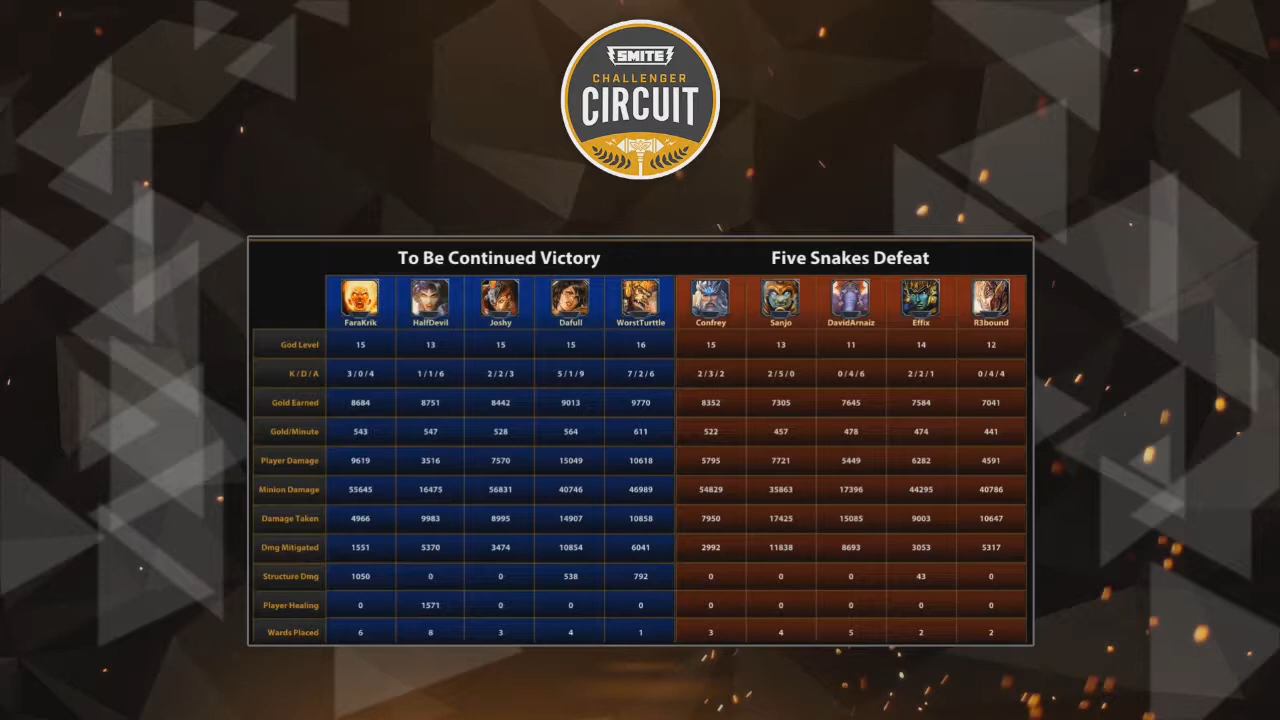 SMITE
CHALLENGER
CIRCUIT
To Be Continued Victory Five Snakes Defeat
FaraKrik HalfDevil Joshy Dafull WorstTurttle Confrey Sanjo DavidArnaiz Effix R3bound
God Level 15 13 15 15 16 15 13 11 14 12
K / D / A 3 / 0 / 4 1 / 1 / 6 2 / 2 / 3 5 / 1 / 9 7 / 2 / 6 2 / 3 / 2 2 / 5 / 0 0 / 4 / 6 2 / 2 / 1 0 / 4 / 4
Gold Earned 8684 8751 8442 9013 9770 8352 7305 7645 7584 7041
Gold/Minute 543 547 528 564 611 522 457 478 474 441
Player Damage 9619 3516 7570 15049 10618 5795 7721 5449 6282 4591
Minion Damage 55645 16475 56831 40746 46989 54829 35863 17396 44295 40786
Damage Taken 4966 9983 8995 14907 10858 7950 17425 15085 9003 10647
Dmg Mitigated 1551 5370 3474 10854 6041 2992 11838 8693 3053 5317
Structure Dmg 1050 0 0 538 792 0 0 0 43 0
Player Healing 0 1571 0 0 0 0 0 0 0 0
Wards Placed 6 8 3 4 1 3 4 5 2 2